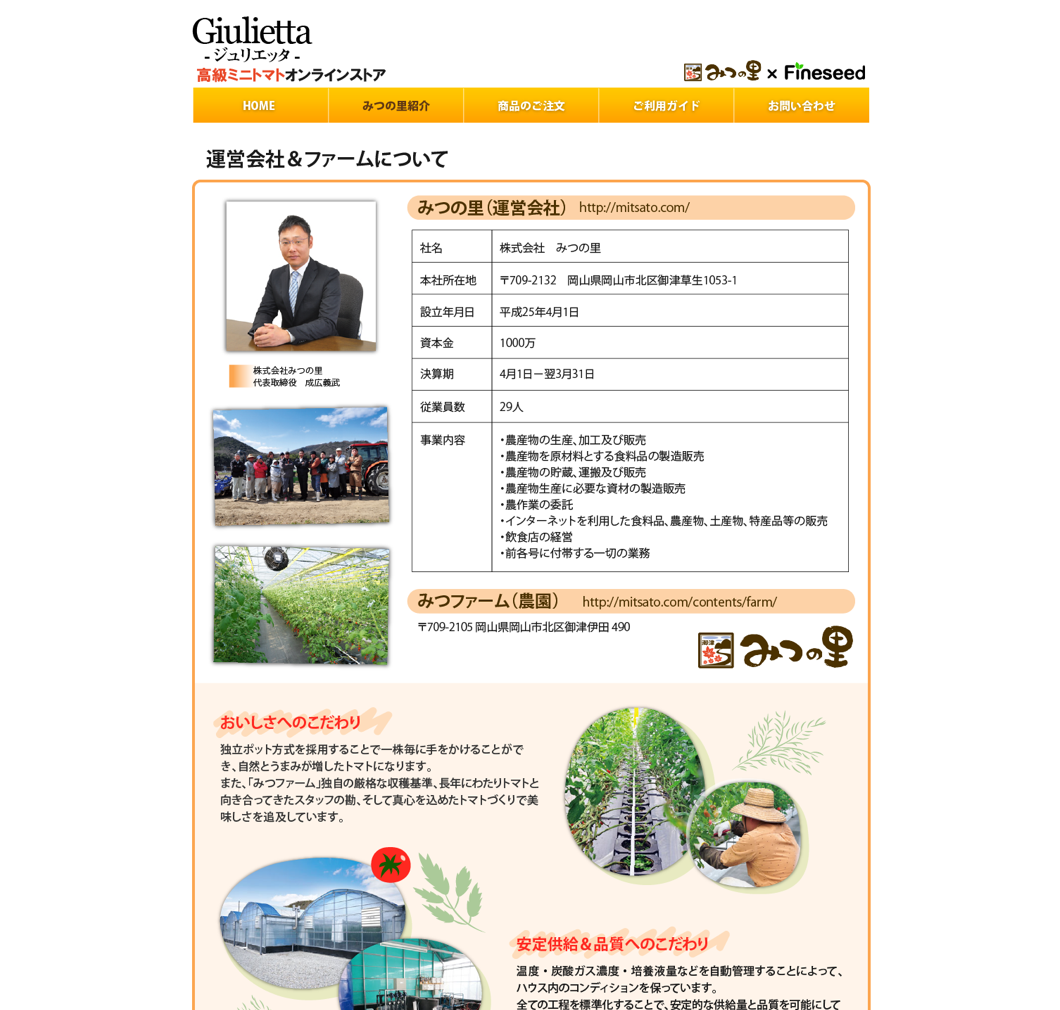 Giulietta
- ジュリエッタ -
高級ミニトマトオンラインストア
みつの里 × Fineseed
HOME
みつの里紹介
商品のご注文
ご利用ガイド
お問い合わせ
運営会社＆ファームについて
みつの里（運営会社） http://mitsato.com/
社名 株式会社　みつの里
本社所在地 〒709-2132　岡山県岡山市北区御津草生1053-1
設立年月日 平成25年4月1日
資本金 1000万
決算期 4月1日－翌3月31日
従業員数 29人
事業内容 ・農産物の生産、加工及び販売
・農産物を原材料とする食料品の製造販売
・農産物の貯蔵、運搬及び販売
・農産物生産に必要な資材の製造販売
・農作業の委託
・インターネットを利用した食料品、農産物、土産物、特産品等の販売
・飲食店の経営
・前各号に付帯する一切の業務
株式会社みつの里
代表取締役　成広義武
みつファーム（農園） http://mitsato.com/contents/farm/
〒709-2105 岡山県岡山市北区御津伊田 490
御津 みつの里
おいしさへのこだわり
独立ポット方式を採用することで一株毎に手をかけることがで
き、自然とうまみが増したトマトになります。
また、「みつファーム」独自の厳格な収穫基準、長年にわたりトマトと
向き合ってきたスタッフの勘、そして真心を込めたトマトづくりで美
味しさを追及しています。
安定供給＆品質へのこだわり
温度・炭酸ガス濃度・培養液量などを自動管理することによって、
ハウス内のコンディションを保っています。
全ての工程を標準化することで、安定的な供給量と品質を可能にして